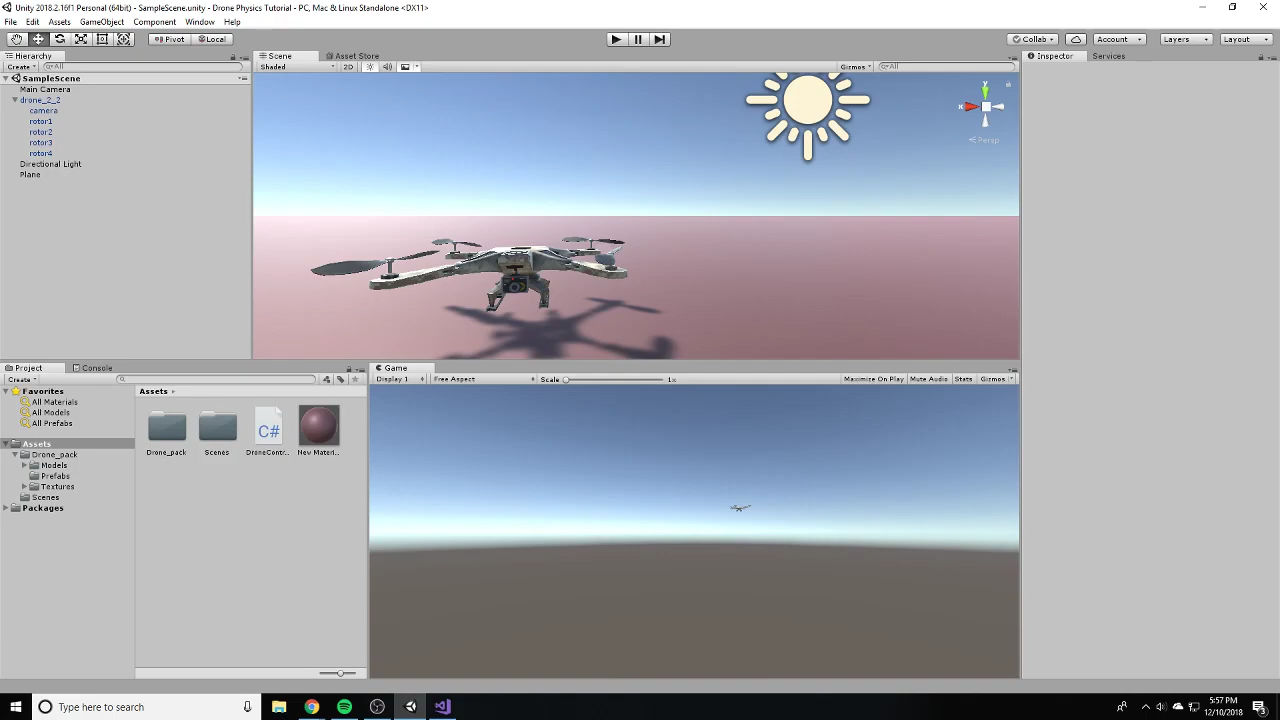 Unity 2018.2.16f1 Personal (64bit) - SampleScene.unity - Drone Physics Tutorial - PC, Mac & Linux Standalone <DX11>
File Edit Assets GameObject Component Window Help
Pivot Local Collab Account Layers Layout
Hierarchy Scene Asset Store Inspector Services
Create All Shaded 2D Gizmos All
SampleScene
Main Camera
drone_2_2
camera
rotor1
rotor2
rotor3
rotor4
Directional Light
Plane
y
x
Persp
Project Console Game
Create Display 1 Free Aspect Scale 1x Maximize On Play Mute Audio Stats Gizmos
Favorites
All Materials
All Models
All Prefabs
Assets
Drone_pack
Models
Prefabs
Textures
Scenes
Packages
Assets
C#
Drone_pack Scenes DroneContr... New Materi...
Type here to search
5:57 PM
12/10/2018
3